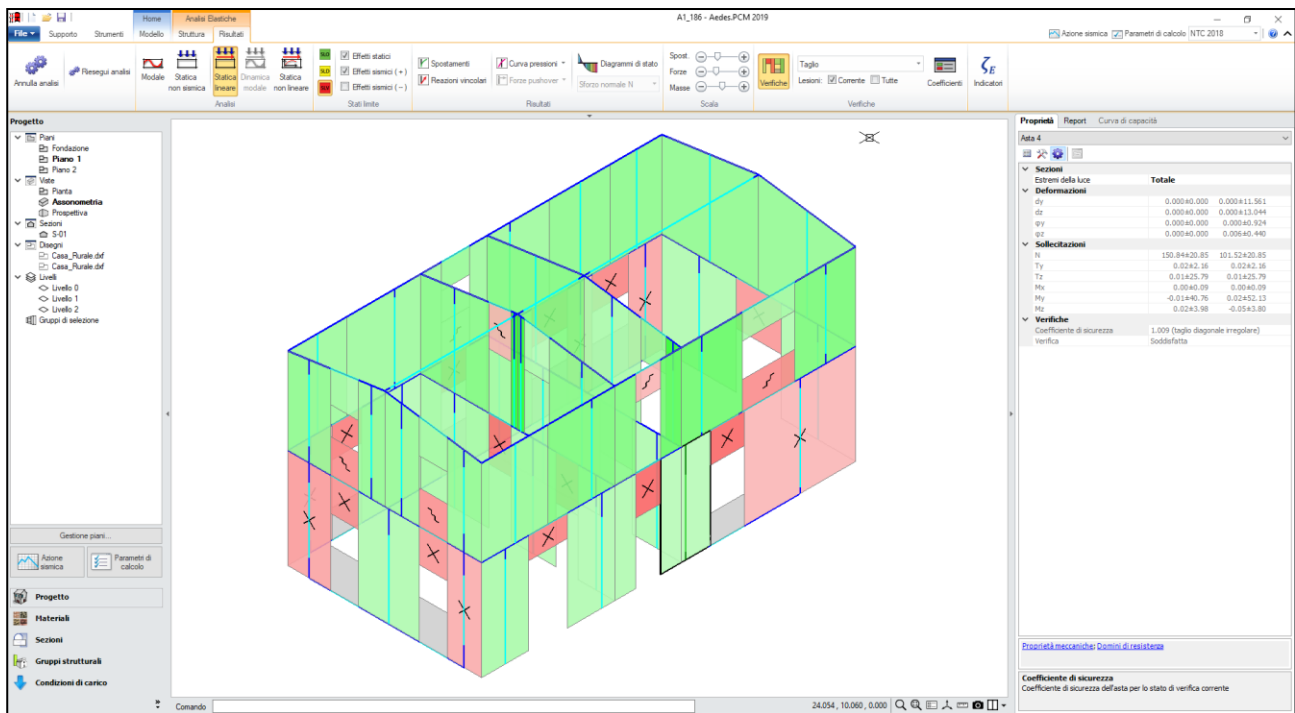 A1_186 - Aedes.PCM 2019
Home Analisi Elastiche
File Supporto Strumenti Modello Struttura Risultati
Azione sismica Parametri di calcolo NTC 2018
Annulla analisi
Riesegui analisi
Modale
Statica non sismica
Statica lineare
Dinamica modale
Statica non lineare
Analisi
SLD Effetti statici
SLD Effetti sismici (+)
SLV Effetti sismici (-)
Stati limite
Spostamenti
Reazioni vincolari
Curva pressioni
Forze pushover
Diagrammi di stato
Sforzo normale N
Risultati
Spost.
Forze
Masse
Scala
Verifiche
Taglio
Lesioni: Corrente Tutte
Coefficienti
Verifiche
ζE
Indicatori
Progetto
Piani
Fondazione
Piano 1
Piano 2
Viste
Pianta
Assonometria
Prospettiva
Sezioni
S-01
Disegni
Casa_Rurale.dxf
Casa_Rurale.dxf
Livelli
Livello 0
Livello 1
Livello 2
Gruppi di selezione
Gestione piani...
Azione sismica
Parametri di calcolo
Progetto
Materiali
Sezioni
Gruppi strutturali
Condizioni di carico
Comando
24.054 , 10.060 , 0.000
Proprietà Report Curva di capacità
Asta 4
Sezioni
Estremi della luce Totale
Deformazioni
dy 0.000±0.000 0.000±11.561
dz 0.000±0.000 0.000±13.044
φy 0.000±0.000 0.000±0.924
φz 0.000±0.000 0.006±0.440
Sollecitazioni
N 150.84±20.85 101.52±20.85
Ty 0.02±2.16 0.02±2.16
Tz 0.01±25.79 0.01±25.79
Mx 0.00±0.09 0.00±0.09
My -0.01±40.76 0.02±52.13
Mz 0.02±3.98 -0.05±3.80
Verifiche
Coefficiente di sicurezza 1.009 (taglio diagonale irregolare)
Verifica Soddisfatta
Proprietà meccaniche; Domini di resistenza
Coefficiente di sicurezza
Coefficiente di sicurezza dell'asta per lo stato di verifica corrente